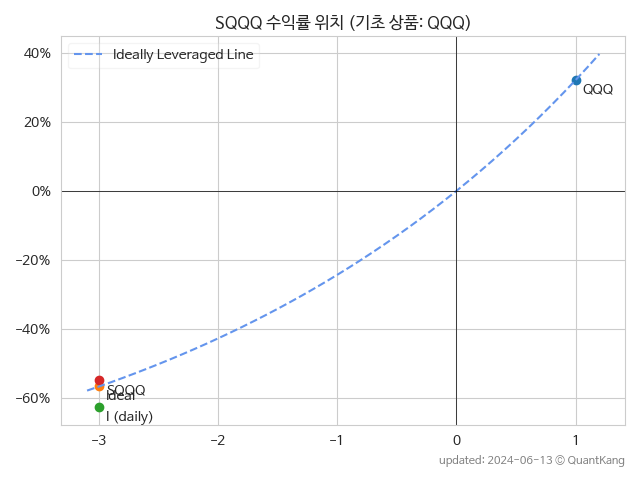 SQQQ 수익률 위치 (기초 상품: QQQ)
Ideally Leveraged Line
40%
20%
0%
−20%
−40%
−60%
QQQ
SQQQ
Ideal
I (daily)
−3
−2
−1
0
1
updated: 2024-06-13 © QuantKang